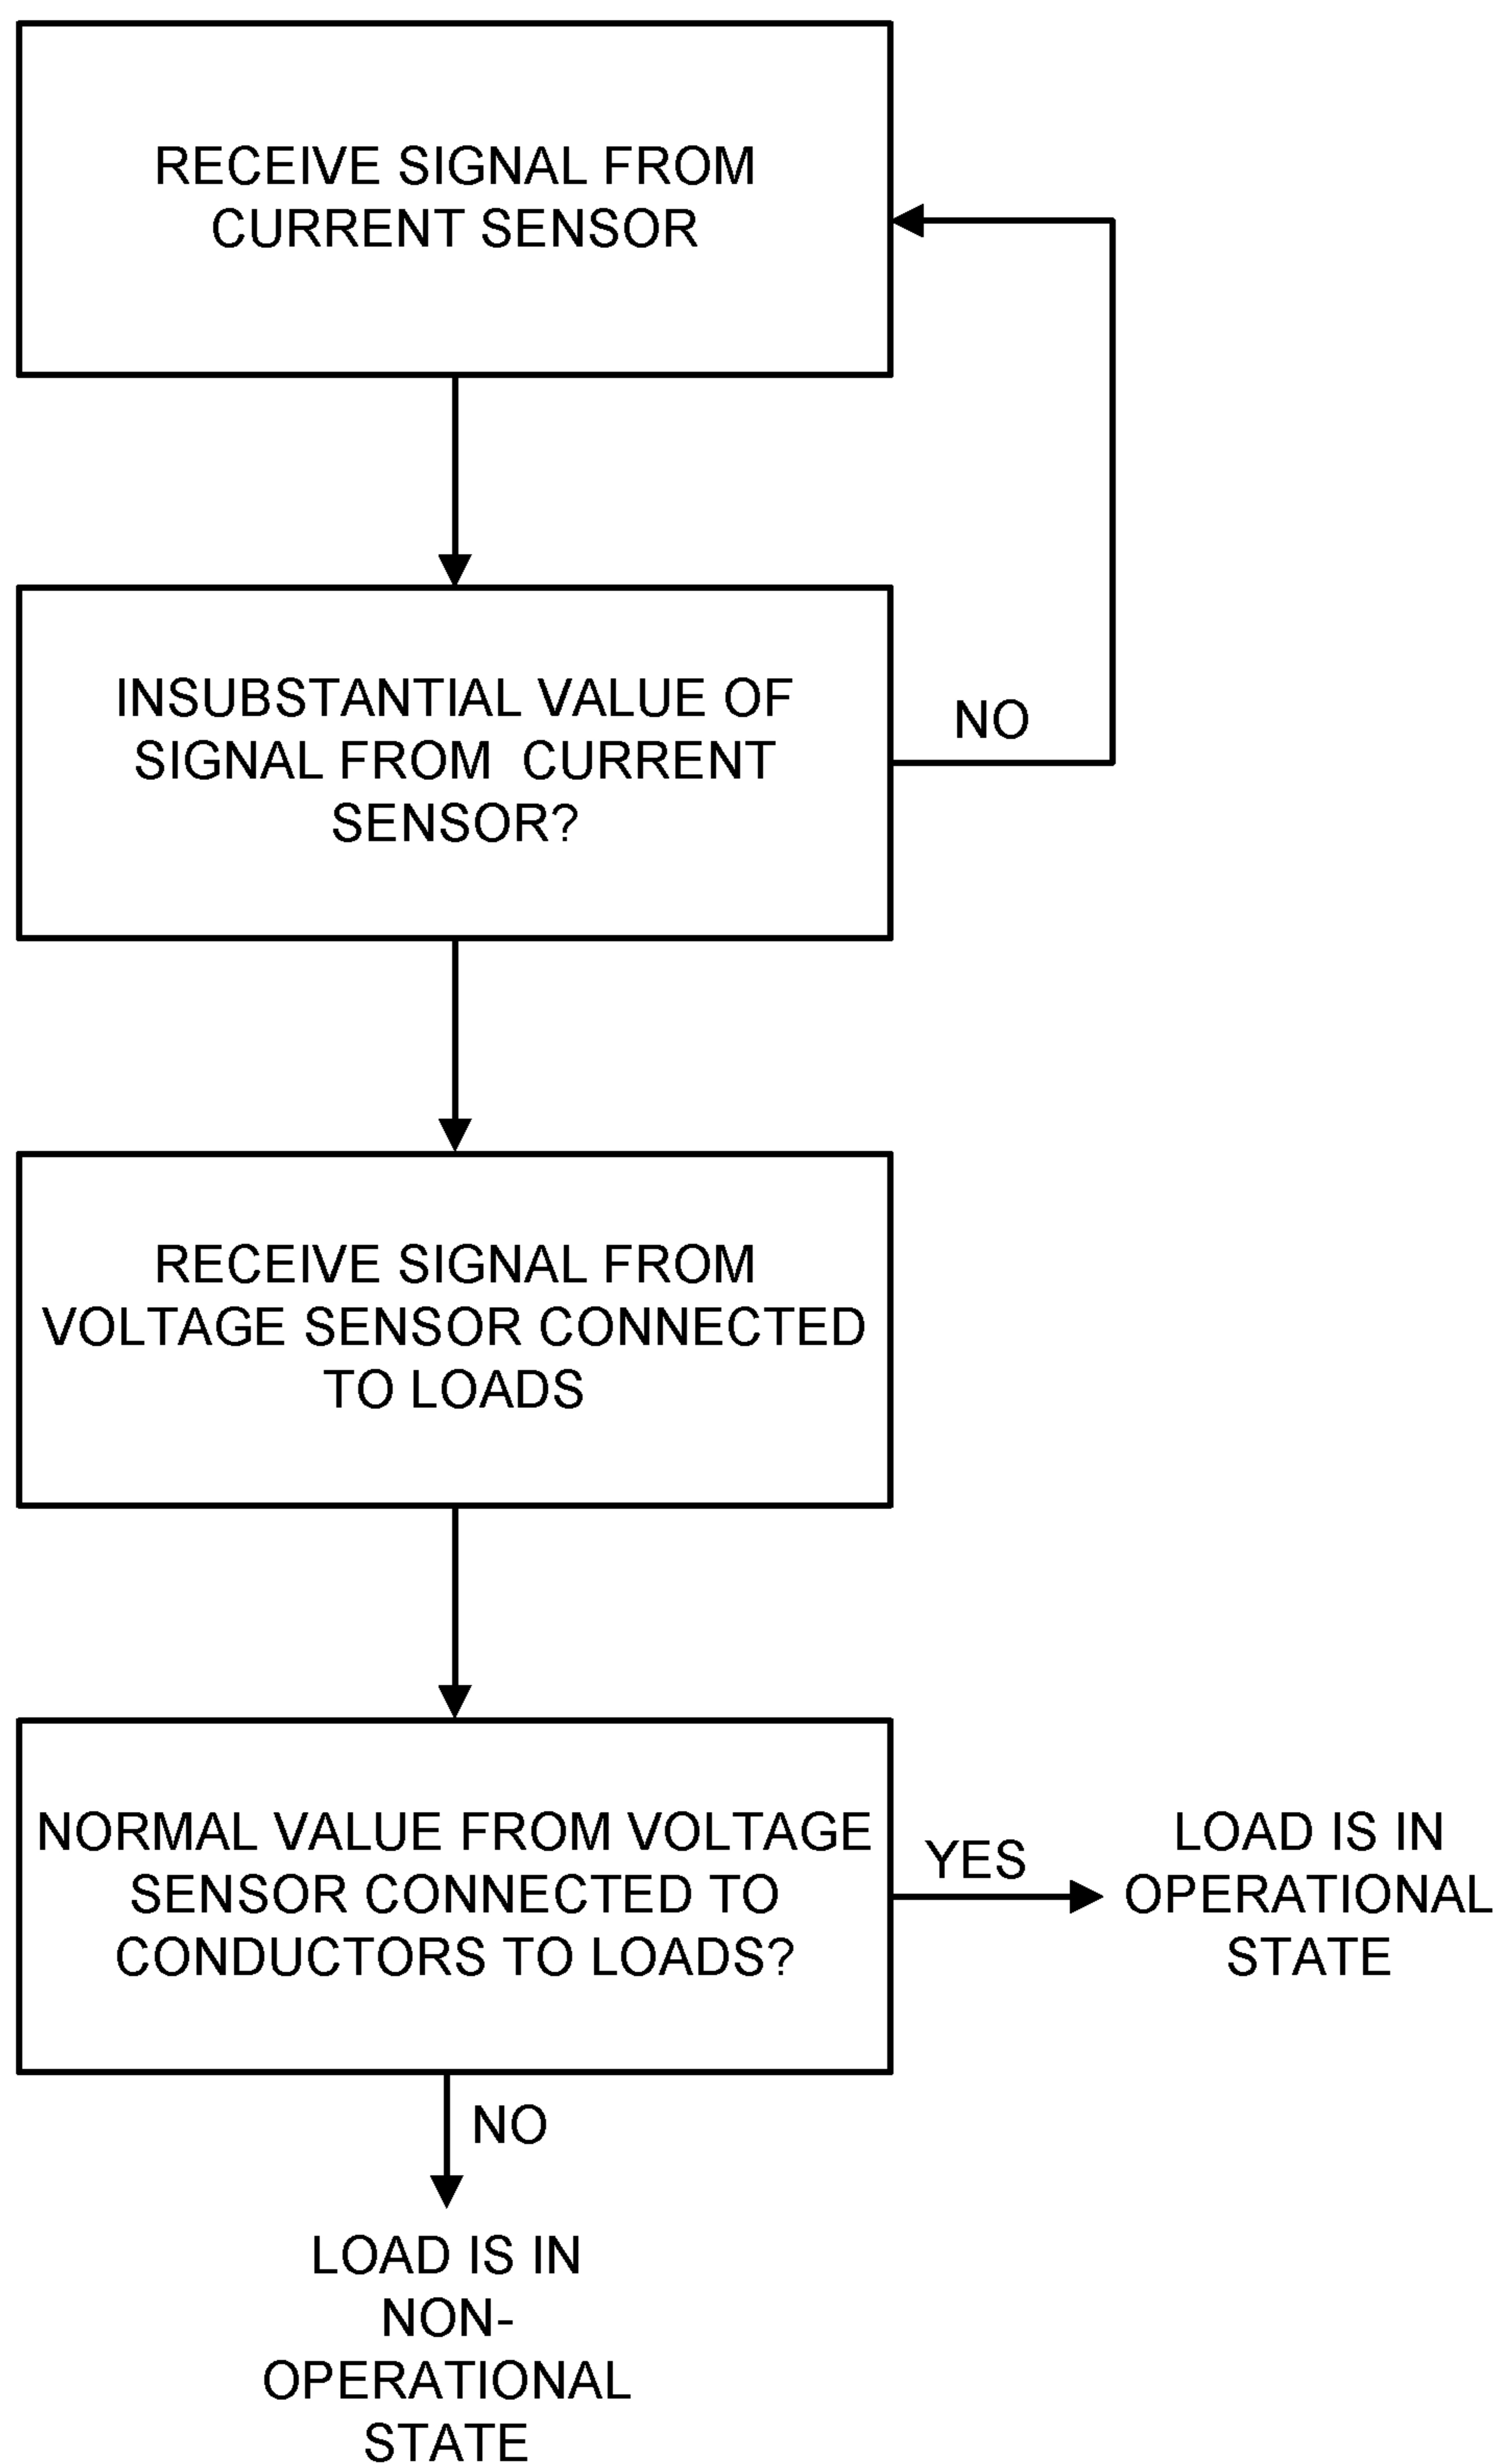 RECEIVE SIGNAL FROM
CURRENT SENSOR
INSUBSTANTIAL VALUE OF
SIGNAL FROM CURRENT
SENSOR?
NO
RECEIVE SIGNAL FROM
VOLTAGE SENSOR CONNECTED
TO LOADS
NORMAL VALUE FROM VOLTAGE
SENSOR CONNECTED TO
CONDUCTORS TO LOADS?
YES
LOAD IS IN
OPERATIONAL
STATE
NO
LOAD IS IN
NON-
OPERATIONAL
STATE